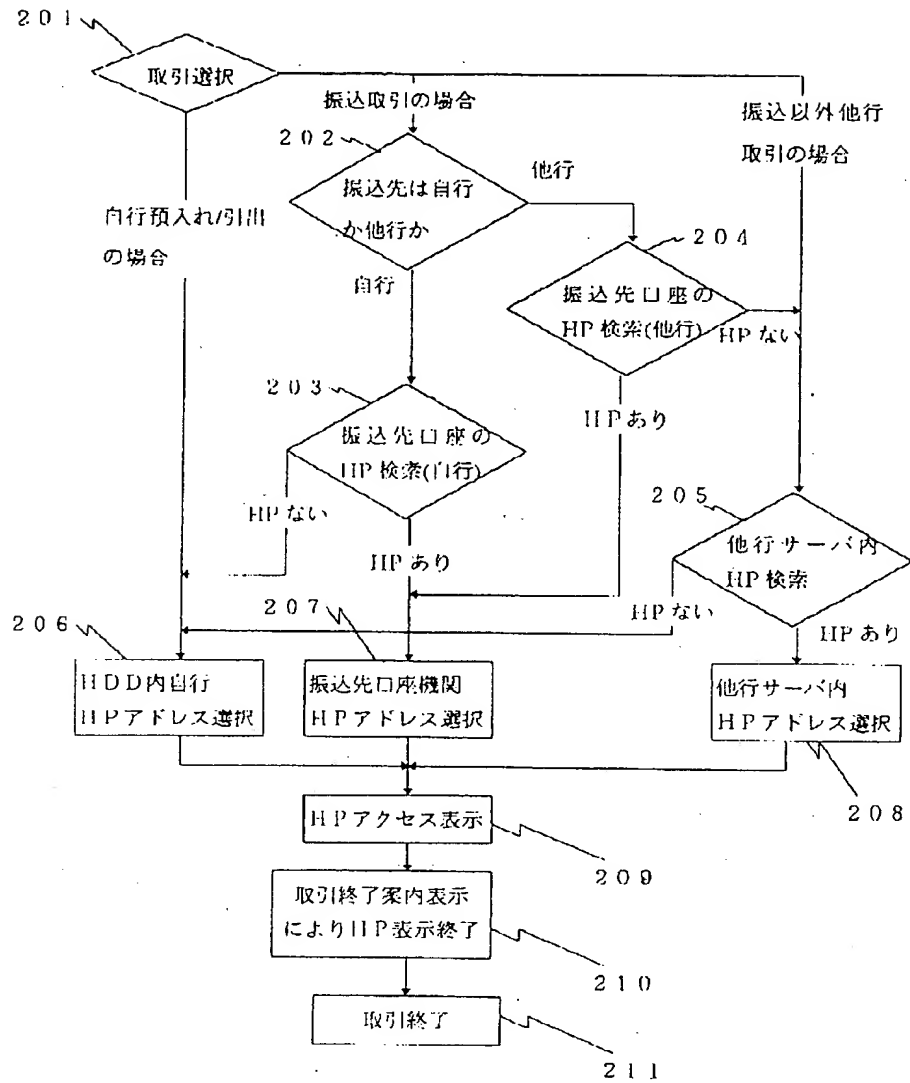 201
取引選択
振込取引の場合
振込以外他行
取引の場合
202
振込先は自行
か他行か
他行
自行預入れ/引出
の場合
204
自行
振込先口座の
HP検索(他行)
HPない
203
HPあり
振込先口座の
HP検索(自行)
HPない
205
他行サーバ内
HP検索
HPあり
207
HPない
206
HPあり
HDD内自行
HPアドレス選択
振込先口座機関
HPアドレス選択
他行サーバ内
HPアドレス選択
208
HPアクセス表示
209
取引終了案内表示
によりHP表示終了
210
取引終了
211